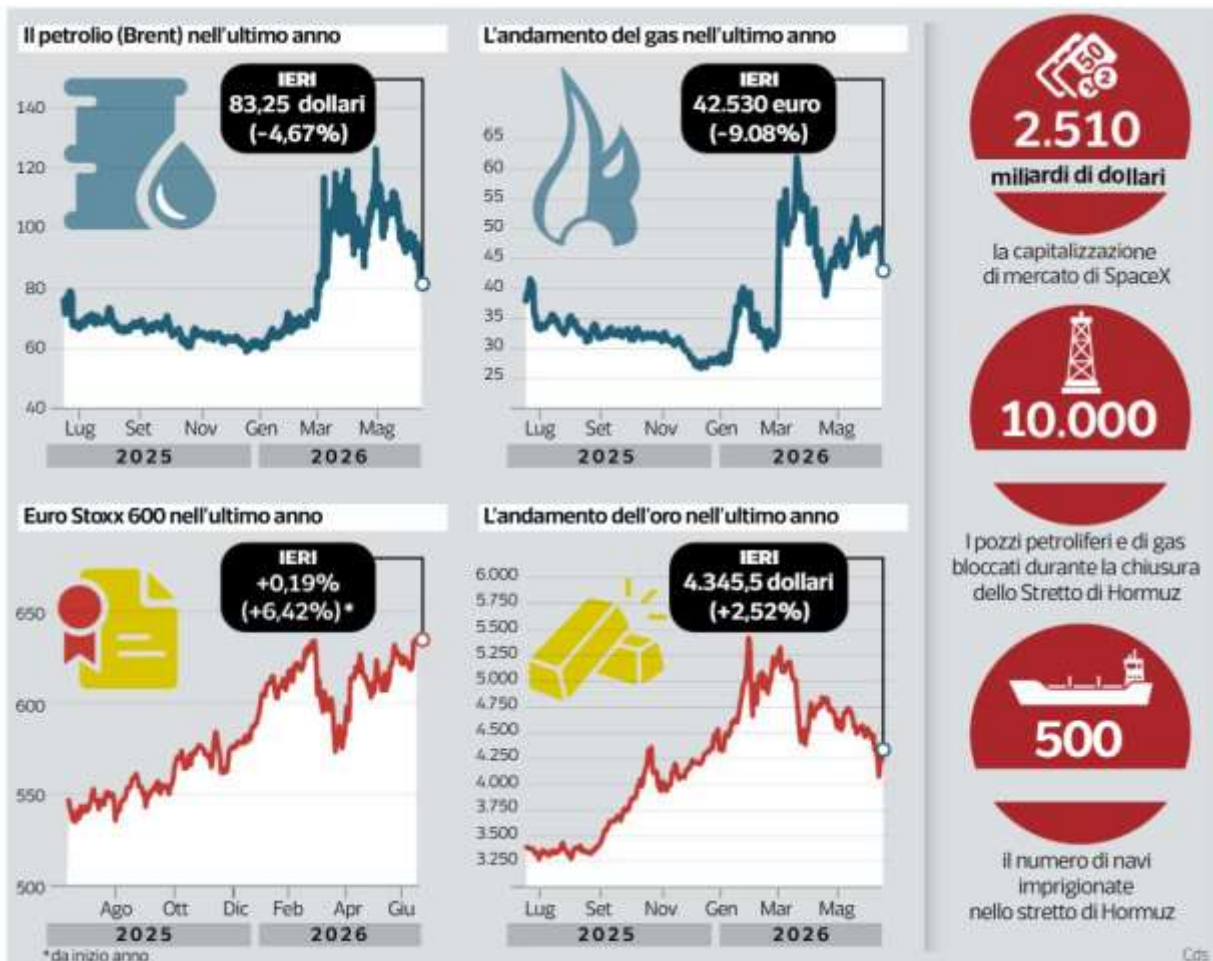 Il petrolio (Brent) nell'ultimo anno
IERI
83,25 dollari
(-4,67%)
140
120
100
80
60
40
Lug Set Nov Gen Mar Mag
2025 2026
L'andamento del gas nell'ultimo anno
IERI
42.530 euro
(-9.08%)
65
60
55
50
45
40
35
30
25
Lug Set Nov Gen Mar Mag
2025 2026
Euro Stoxx 600 nell'ultimo anno
IERI
+0,19%
(+6,42%)*
650
600
550
500
Ago Ott Dic Feb Apr Giu
2025 2026
*da inizio anno
L'andamento dell'oro nell'ultimo anno
IERI
4.345,5 dollari
(+2,52%)
6.000
5.750
5.500
5.250
5.000
4.750
4.500
4.250
4.000
3.750
3.500
3.250
Lug Set Nov Gen Mar Mag
2025 2026
50
2
2.510
miliardi di dollari
la capitalizzazione
di mercato di SpaceX
10.000
I pozzi petroliferi e di gas
bloccati durante la chiusura
dello Stretto di Hormuz
500
il numero di navi
imprigionate
nello stretto di Hormuz
Cds